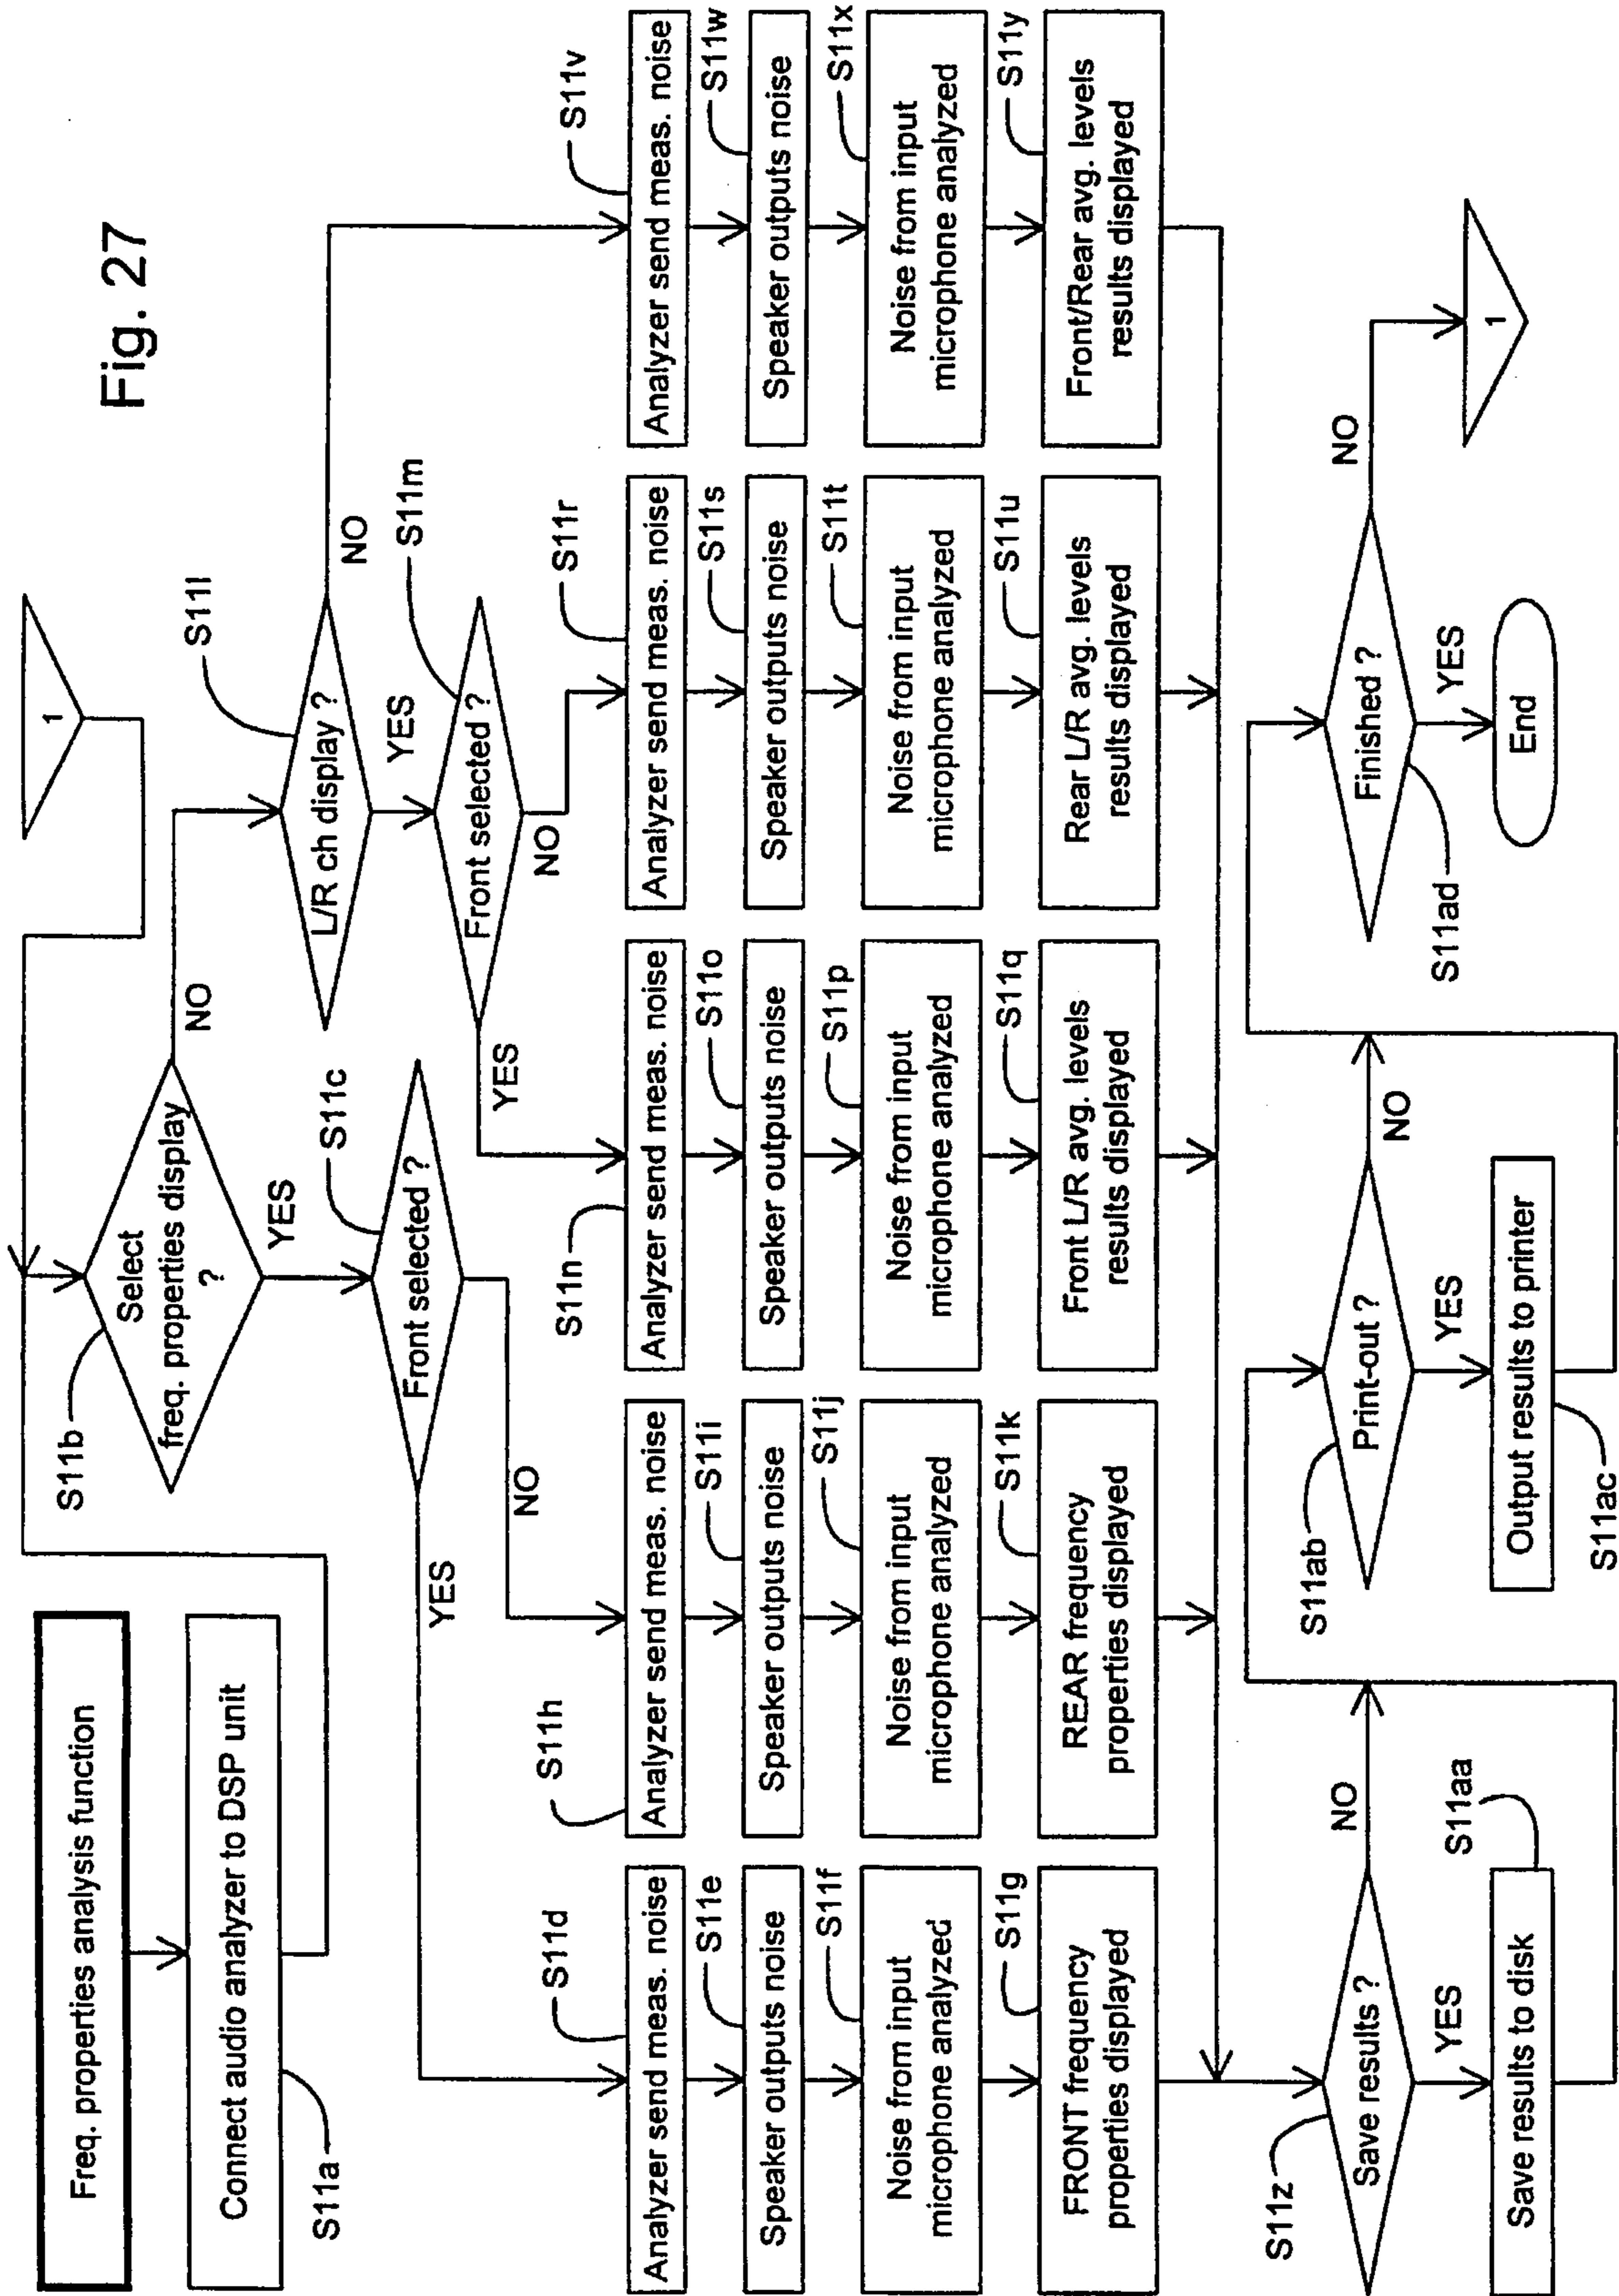 Fig. 27
Freq. properties analysis function
Connect audio analyzer to DSP unit
S11a
1
Select
freq. properties display
?
S11b
NO
YES
Front selected ?
S11c
YES
NO
L/R ch display ?
S11l
NO
YES
Front selected ?
S11m
YES
NO
Analyzer send meas. noise
S11d
Speaker outputs noise
S11e
Noise from input
microphone analyzed
S11f
FRONT frequency
properties displayed
S11g
Analyzer send meas. noise
S11h
Speaker outputs noise
S11i
Noise from input
microphone analyzed
S11j
REAR frequency
properties displayed
S11k
Analyzer send meas. noise
S11n
Speaker outputs noise
S11o
Noise from input
microphone analyzed
S11p
Front L/R avg. levels
results displayed
S11q
Analyzer send meas. noise
S11r
Speaker outputs noise
S11s
Noise from input
microphone analyzed
S11t
Rear L/R avg. levels
results displayed
S11u
Analyzer send meas. noise
S11v
Speaker outputs noise
S11w
Noise from input
microphone analyzed
S11x
Front/Rear avg. levels
results displayed
S11y
Save results ?
S11z
NO
YES
Save results to disk
S11aa
Print-out ?
S11ab
NO
YES
Output results to printer
S11ac
Finished ?
S11ad
NO
YES
End
1